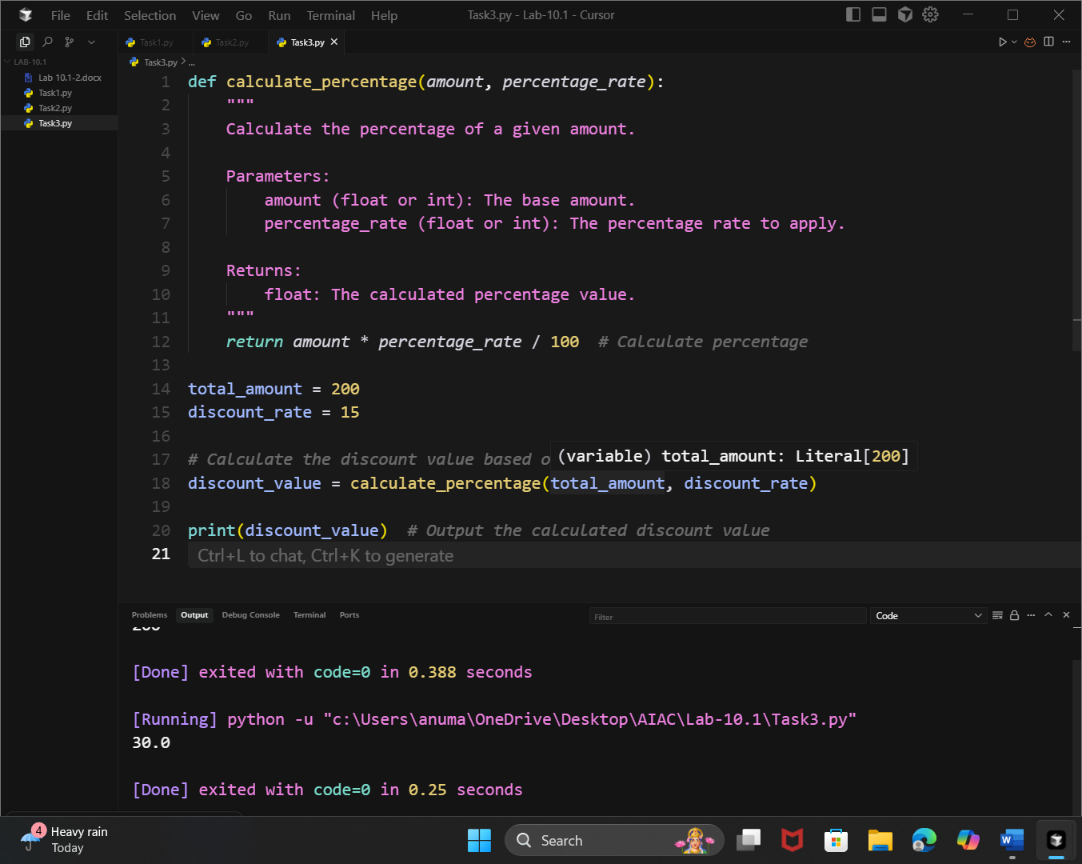 File Edit Selection View Go Run Terminal Help Task3.py - Lab-10.1 - Cursor
Task1.py Task2.py Task3.py
LAB-10.1
Lab 10.1-2.docx
Task1.py
Task2.py
Task3.py
Task3.py > ...
1 def calculate_percentage(amount, percentage_rate):
2 """
3 Calculate the percentage of a given amount.
4
5 Parameters:
6 amount (float or int): The base amount.
7 percentage_rate (float or int): The percentage rate to apply.
8
9 Returns:
10 float: The calculated percentage value.
11 """
12 return amount * percentage_rate / 100 # Calculate percentage
13
14 total_amount = 200
15 discount_rate = 15
16
17 # Calculate the discount value based o
(variable) total_amount: Literal[200]
18 discount_value = calculate_percentage(total_amount, discount_rate)
19
20 print(discount_value) # Output the calculated discount value
21 Ctrl+L to chat, Ctrl+K to generate
Problems Output Debug Console Terminal Ports Filter Code
[Done] exited with code=0 in 0.388 seconds
[Running] python -u "c:\Users\anuma\OneDrive\Desktop\AIAC\Lab-10.1\Task3.py"
30.0
[Done] exited with code=0 in 0.25 seconds
4
Heavy rain
Today
Search